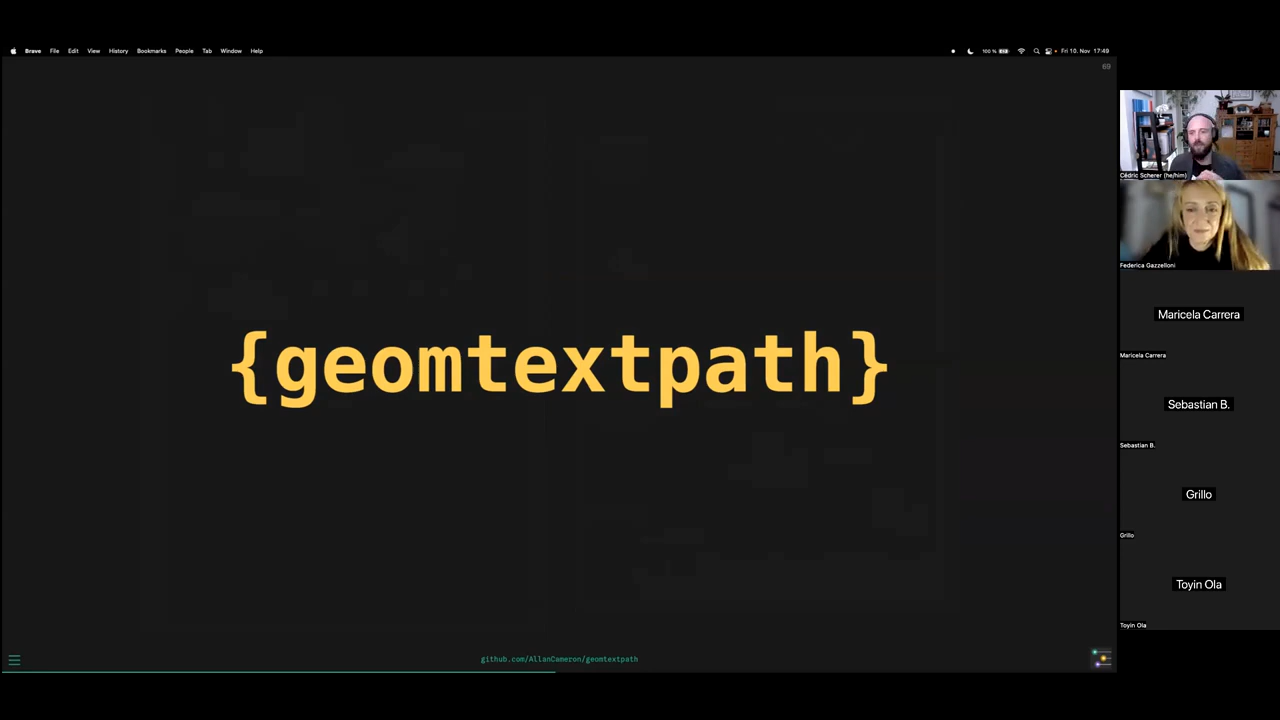 Brave File Edit View History Bookmarks People Tab Window Help
100 % Fri 10. Nov 17:49
69
{geomtextpath}
github.com/AllanCameron/geomtextpath
Cédric Scherer (he/him)
Federica Gazzelloni
Maricela Carrera
Maricela Carrera
Sebastian B.
Sebastian B.
Grillo
Grillo
Toyin Ola
Toyin Ola